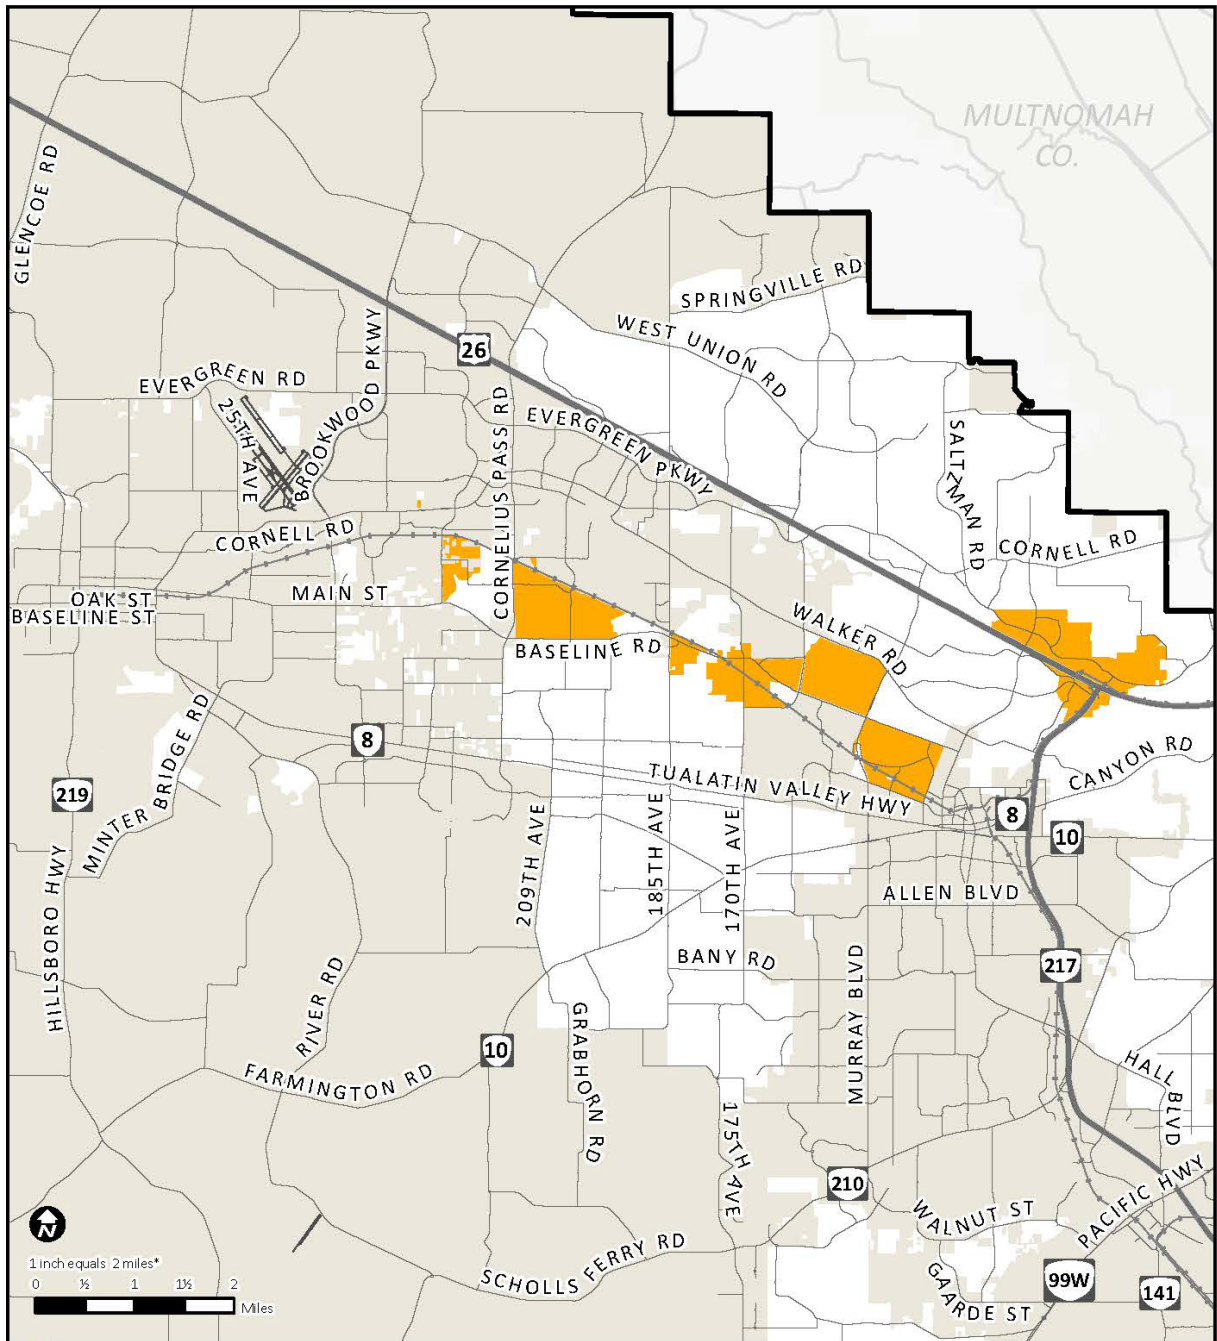 MULTNOMAH
CO.
GLENCOE RD
SPRINGVILLE RD
WEST UNION RD
26
EVERGREEN RD
BROOKWOOD PKWY
25TH AVE
CORNELIUS PASS RD
EVERGREEN PKWY
SALTZMAN RD
CORNELL RD
CORNELL RD
MAIN ST
OAK ST
BASELINE ST
BASELINE RD
WALKER RD
MINTER BRIDGE RD
8
219
TUALATIN VALLEY HWY
CANYON RD
8
10
HILLSBORO HWY
209TH AVE
185TH AVE
170TH AVE
ALLEN BLVD
BANY RD
217
MURRAY BLVD
RIVER RD
10
GRABHORN RD
FARMINGTON RD
HALL BLVD
175TH AVE
210
WALNUT ST
PACIFIC HWY
SCHOLLS FERRY RD
GAARDE ST
99W
141
N
1 inch equals 2 miles*
0 ½ 1 1½ 2
Miles